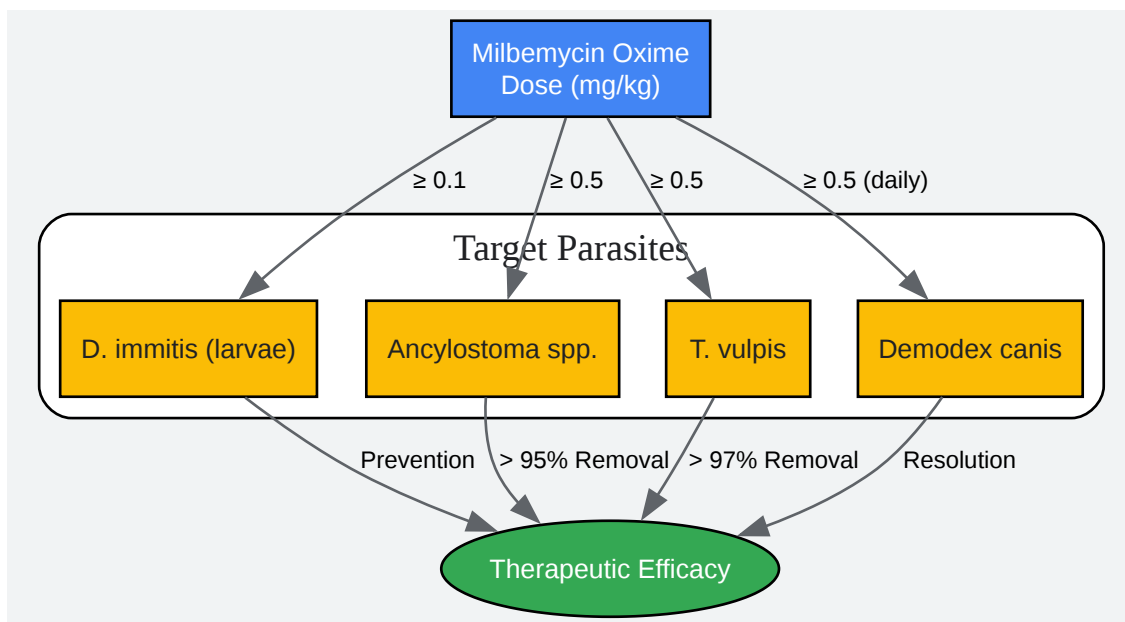 Milbemycin Oxime
Dose (mg/kg)
≥ 0.1
≥ 0.5
≥ 0.5
≥ 0.5 (daily)
Target Parasites
D. immitis (larvae)
Ancylostoma spp.
T. vulpis
Demodex canis
Prevention
> 95% Removal
> 97% Removal
Resolution
Therapeutic Efficacy